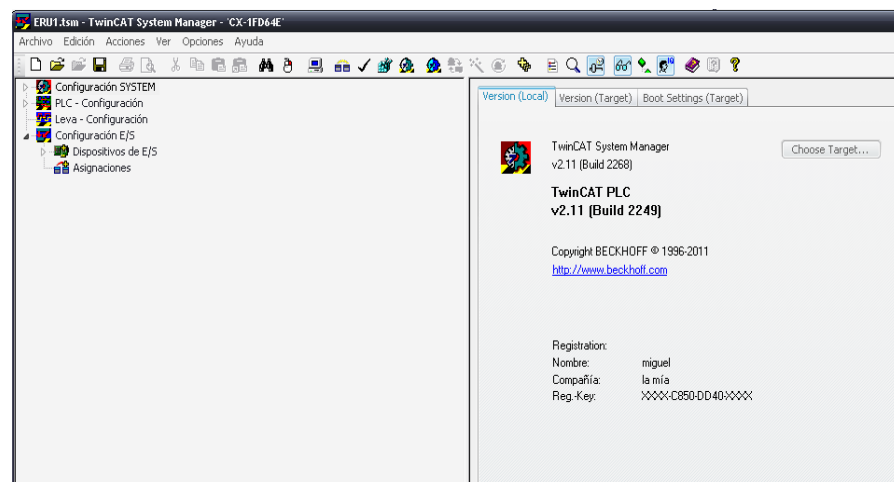 ERU1.tsm - TwinCAT System Manager - 'CX-1FD64E'
Archivo Edición Acciones Ver Opciones Ayuda
Configuración SYSTEM
PLC - Configuración
Leva - Configuración
Configuración E/S
Dispositivos de E/S
Asignaciones
Version (Local) Version (Target) Boot Settings (Target)
TwinCAT System Manager
v2.11 (Build 2268)
Choose Target...
TwinCAT PLC
v2.11 (Build 2249)
Copyright BECKHOFF © 1996-2011
http://www.beckhoff.com
Registration:
Nombre: miguel
Compañía: la mía
Reg.-Key: XXXX-C850-DD40-XXXX